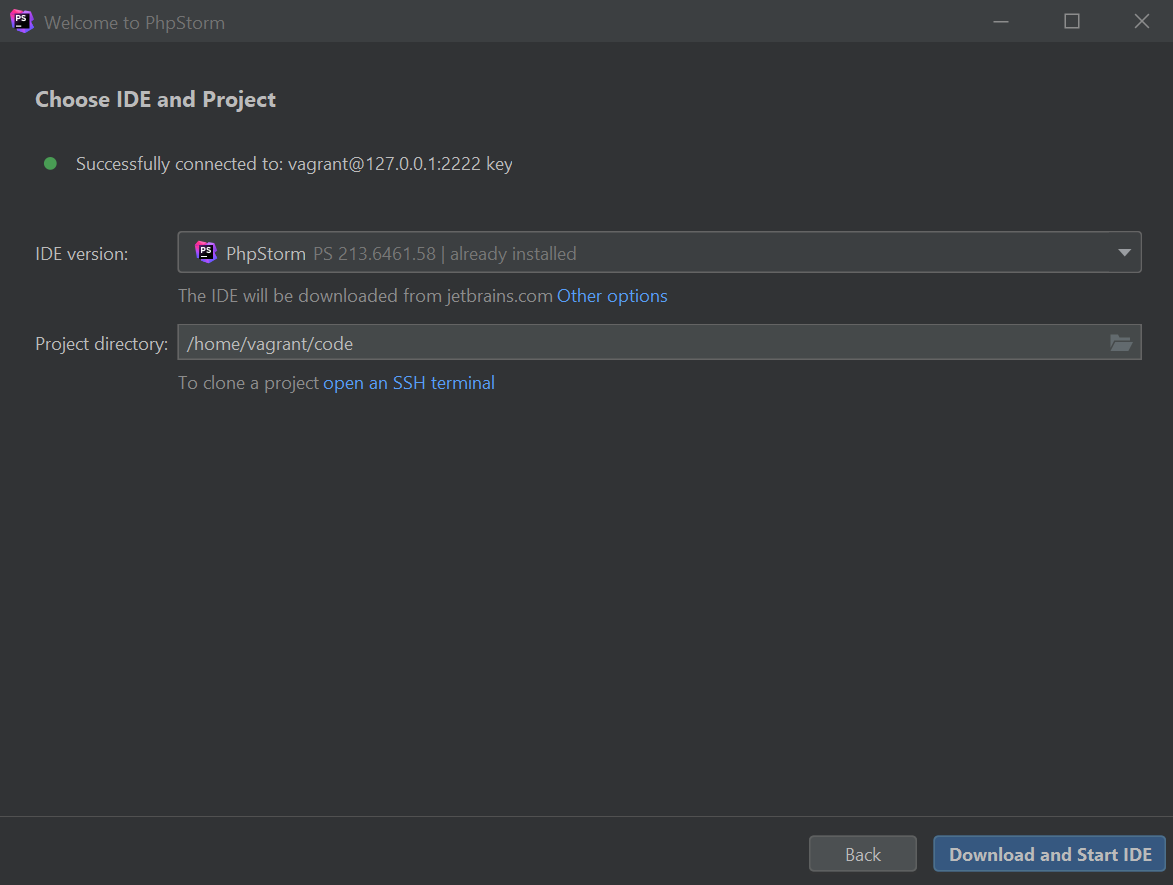 PS Welcome to PhpStorm
Choose IDE and Project
Successfully connected to: vagrant@127.0.0.1:2222 key
IDE version: PS PhpStorm PS 213.6461.58 | already installed
The IDE will be downloaded from jetbrains.com Other options
Project directory: /home/vagrant/code
To clone a project open an SSH terminal
Back Download and Start IDE